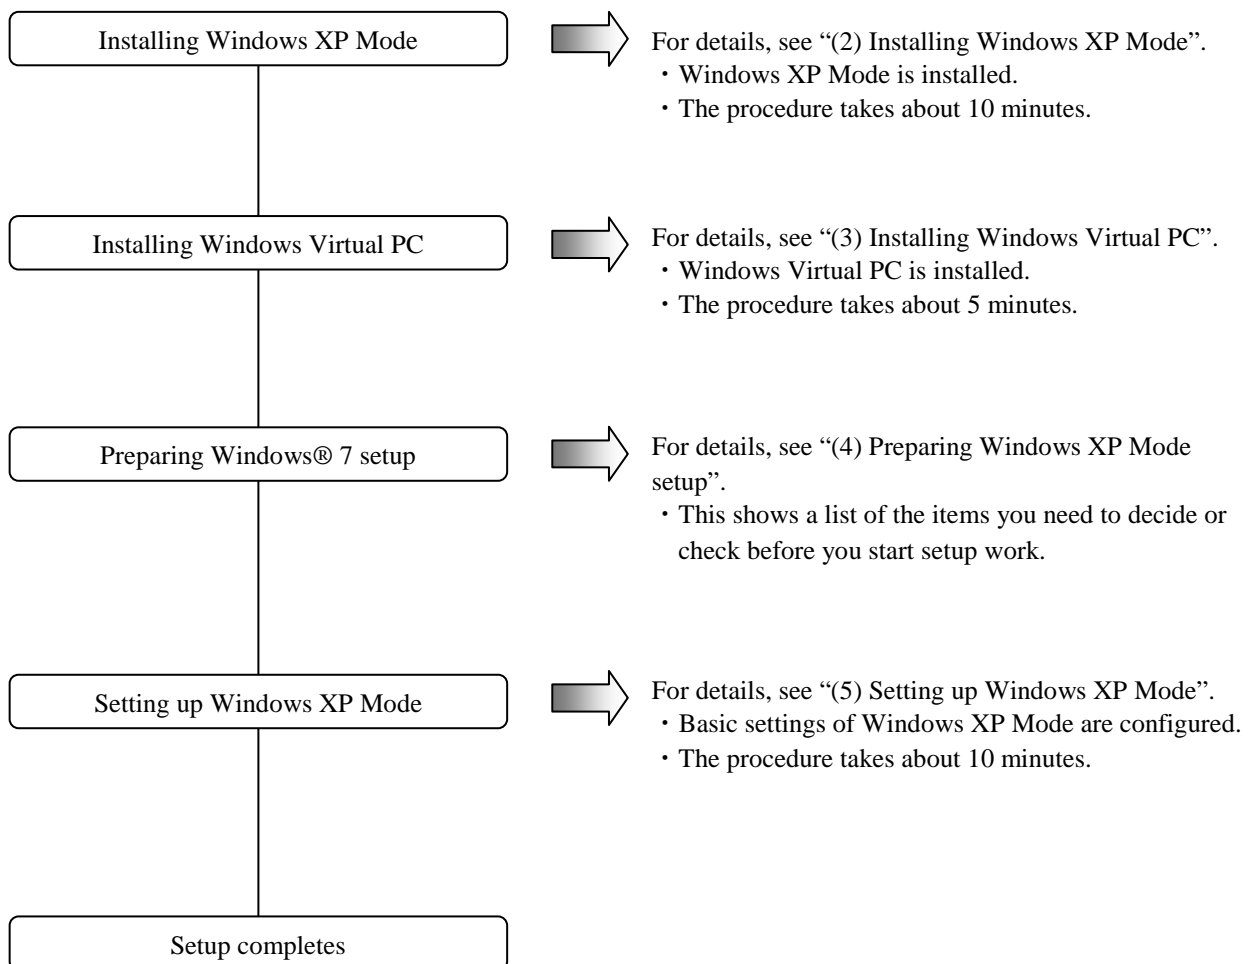 Installing Windows XP Mode
For details, see “(2) Installing Windows XP Mode”.
・Windows XP Mode is installed.
・The procedure takes about 10 minutes.
Installing Windows Virtual PC
For details, see “(3) Installing Windows Virtual PC”.
・Windows Virtual PC is installed.
・The procedure takes about 5 minutes.
Preparing Windows® 7 setup
For details, see “(4) Preparing Windows XP Mode
setup”.
・This shows a list of the items you need to decide or
check before you start setup work.
Setting up Windows XP Mode
For details, see “(5) Setting up Windows XP Mode”.
・Basic settings of Windows XP Mode are configured.
・The procedure takes about 10 minutes.
Setup completes